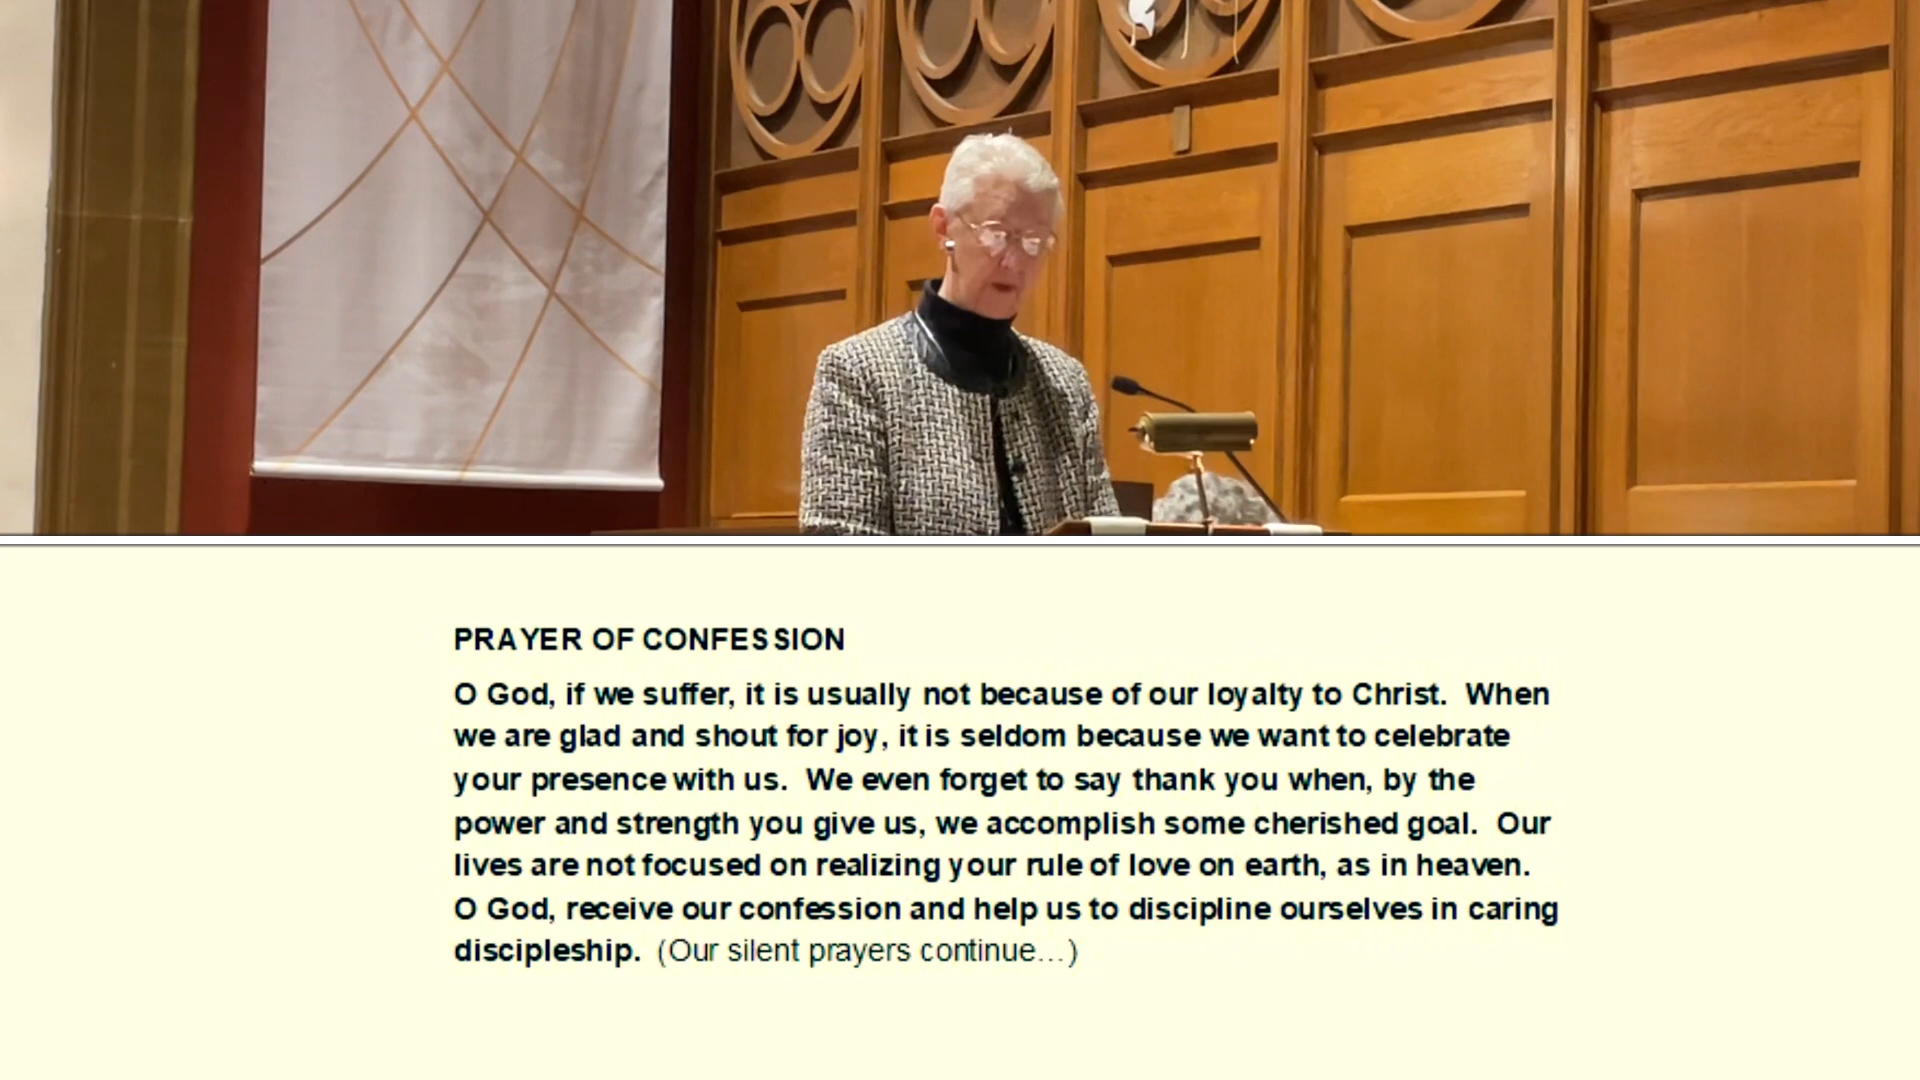 PRAYER OF CONFESSION
O God, if we suffer, it is usually not because of our loyalty to Christ.  When
we are glad and shout for joy, it is seldom because we want to celebrate
your presence with us.  We even forget to say thank you when, by the
power and strength you give us, we accomplish some cherished goal.  Our
lives are not focused on realizing your rule of love on earth, as in heaven.
O God, receive our confession and help us to discipline ourselves in caring
discipleship.  (Our silent prayers continue…)